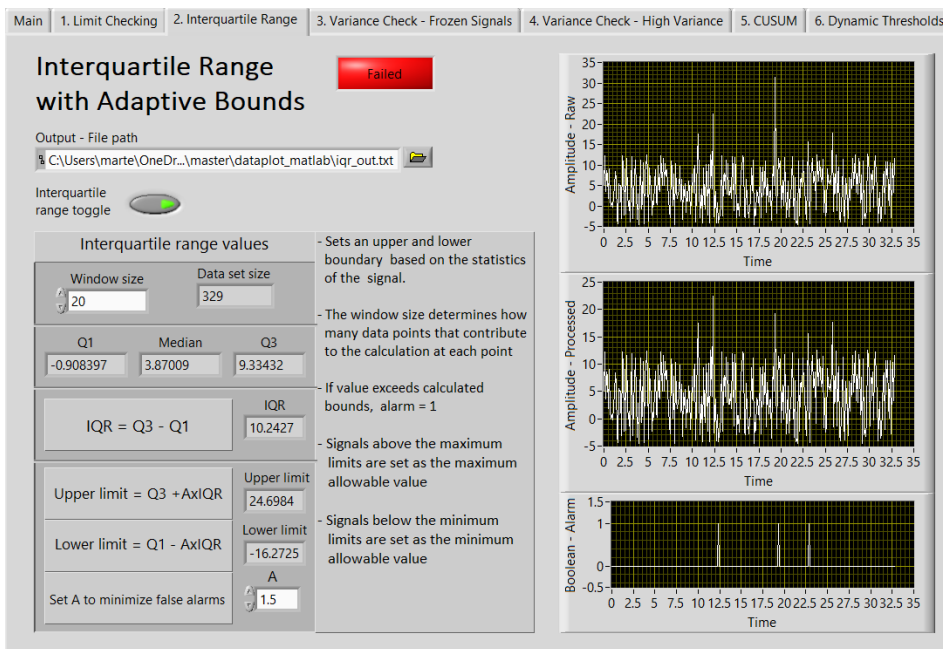 Main
1. Limit Checking
2. Interquartile Range
3. Variance Check - Frozen Signals
4. Variance Check - High Variance
5. CUSUM
6. Dynamic Thresholds
Interquartile Range
with Adaptive Bounds
Failed
Output - File path
C:\Users\marte\OneDr...\master\dataplot_matlab\iqr_out.txt
Interquartile
range toggle
Interquartile range values
Window size
20
Data set size
329
Q1
-0.908397
Median
3.87009
Q3
9.33432
IQR = Q3 - Q1
IQR
10.2427
Upper limit = Q3 +AxIQR
Upper limit
24.6984
Lower limit = Q1 - AxIQR
Lower limit
-16.2725
Set A to minimize false alarms
A
1.5
- Sets an upper and lower
boundary based on the statistics
of the signal.
- The window size determines how
many data points that contribute
to the calculation at each point
- If value exceeds calculated
bounds, alarm = 1
- Signals above the maximum
limits are set as the maximum
allowable value
- Signals below the minimum
limits are set as the minimum
allowable value
Amplitude - Raw
35
30
25
20
15
10
5
0
-5
0 2.5 5 7.5 10 12.5 15 17.5 20 22.5 25 27.5 30 32.5 35
Time
Amplitude - Processed
25
20
15
10
5
0
-5
0 2.5 5 7.5 10 12.5 15 17.5 20 22.5 25 27.5 30 32.5 35
Time
Boolean - Alarm
1.5
1
0
-0.5
0 2.5 5 7.5 10 12.5 15 17.5 20 22.5 25 27.5 30 32.5 35
Time